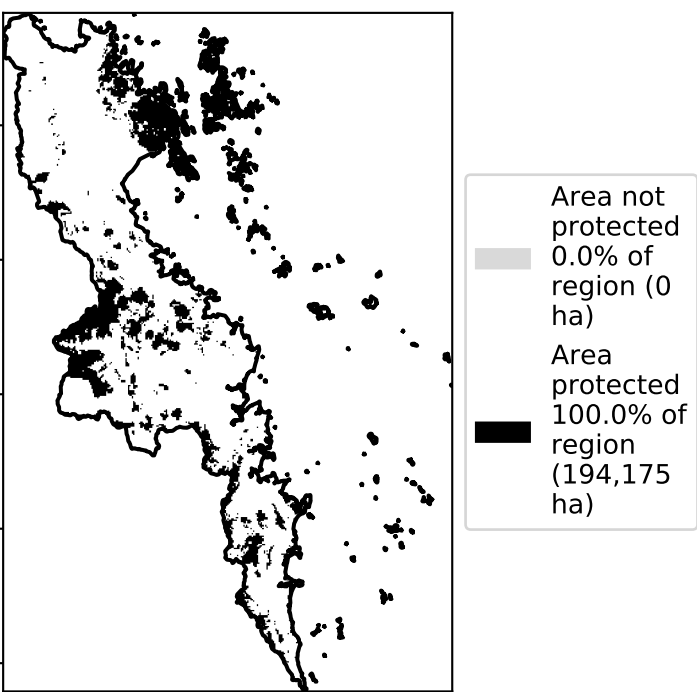 Area not
protected
0.0% of
region (0
ha)
Area
protected
100.0% of
region
(194,175
ha)